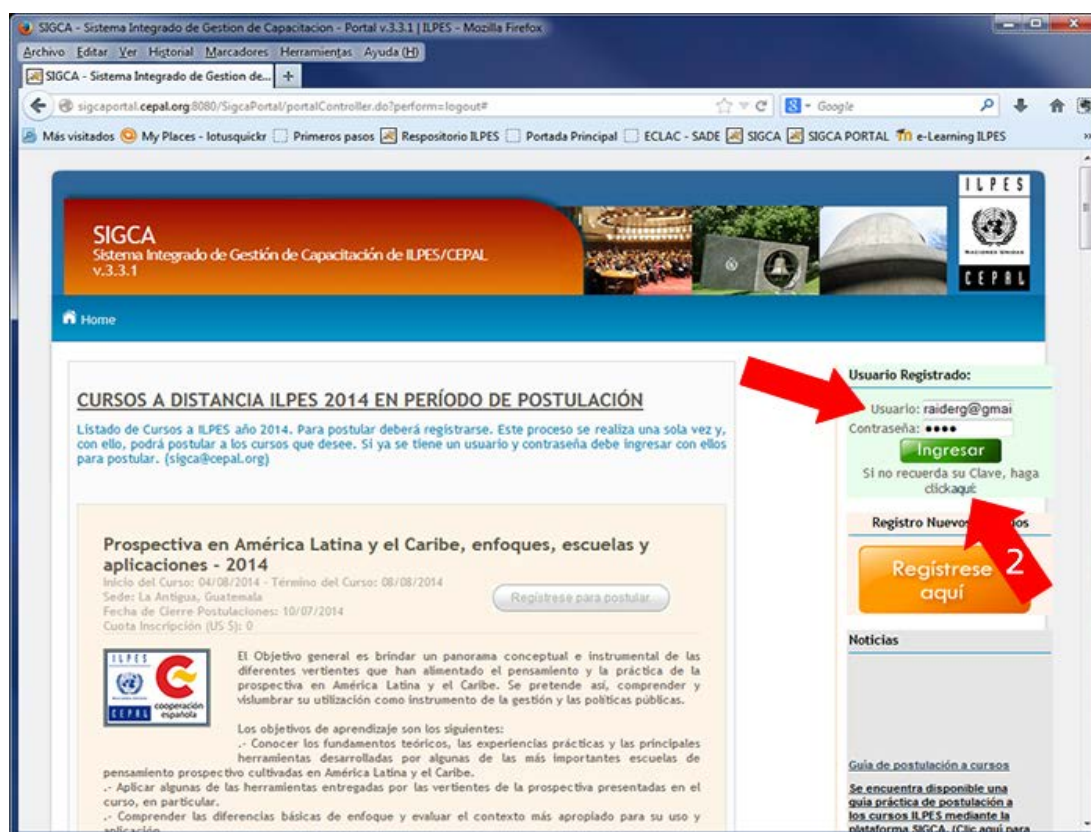 SIGCA - Sistema Integrado de Gestion de Capacitacion - Portal v.3.3.1 | ILPES - Mozilla Firefox
Archivo Editar Ver Historial Marcadores Herramientas Ayuda (H)
SIGCA - Sistema Integrado de Gestion de...
sigcaportal.cepal.org:8080/SigcaPortal/portalController.do?perform=logout#
Google
Más visitados My Places - lotusquickr Primeros pasos Respositorio ILPES Portada Principal ECLAC - SADE SIGCA SIGCA PORTAL e-Learning ILPES
ILPES
NACIONES UNIDAS
CEPAL
SIGCA
Sistema Integrado de Gestión de Capacitación de ILPES/CEPAL
v.3.3.1
Home
CURSOS A DISTANCIA ILPES 2014 EN PERÍODO DE POSTULACIÓN
Listado de Cursos a ILPES año 2014. Para postular deberá registrarse. Este proceso se realiza una sola vez y,
con ello, podrá postular a los cursos que desee. Si ya se tiene un usuario y contraseña debe ingresar con ellos
para postular. (sigca@cepal.org)
Prospectiva en América Latina y el Caribe, enfoques, escuelas y
aplicaciones - 2014
Inicio del Curso: 04/08/2014 - Término del Curso: 08/08/2014
Sede: La Antigua, Guatemala
Fecha de Cierre Postulaciones: 10/07/2014
Cuota Inscripción (US $): 0
Regístrese para postular
ILPES
CEPAL
cooperación
española
El Objetivo general es brindar un panorama conceptual e instrumental de las
diferentes vertientes que han alimentado el pensamiento y la práctica de la
prospectiva en América Latina y el Caribe. Se pretende así, comprender y
vislumbrar su utilización como instrumento de la gestión y las políticas públicas.
Los objetivos de aprendizaje son los siguientes:
.- Conocer los fundamentos teóricos, las experiencias prácticas y las principales
herramientas desarrolladas por algunas de las más importantes escuelas de
pensamiento prospectivo cultivadas en América Latina y el Caribe.
.- Aplicar algunas de las herramientas entregadas por las vertientes de la prospectiva presentadas en el
curso, en particular.
.- Comprender las diferencias básicas de enfoque y evaluar el contexto más apropiado para su uso y
aplicación
Usuario Registrado:
Usuario: raiderg@gmai
Contraseña: ●●●●
Ingresar
Si no recuerda su Clave, haga
clickaquí:
2
Registro Nuevos
Regístrese
aquí
Noticias
Guía de postulación a cursos
Se encuentra disponible una
guía práctica de postulación a
los cursos ILPES mediante la
plataforma SIGCA. (Clic aquí para